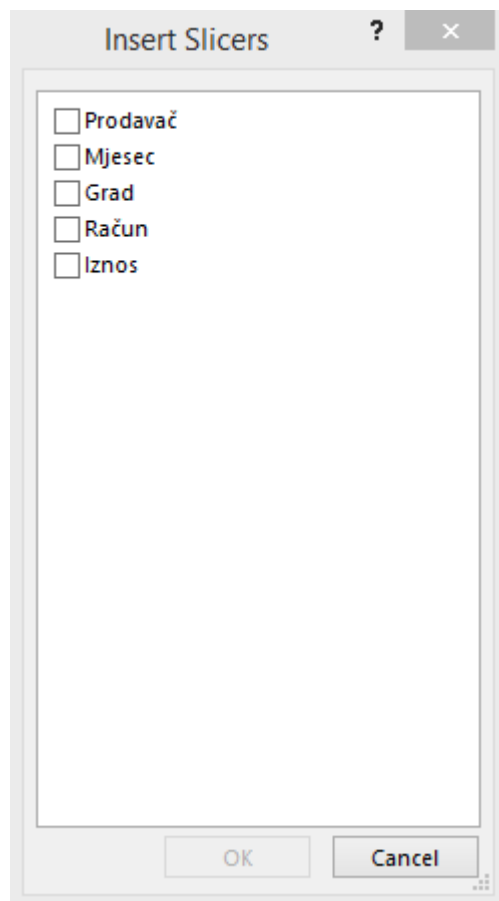 Insert Slicers ?
Prodavač
Mjesec
Grad
Račun
Iznos
OK Cancel